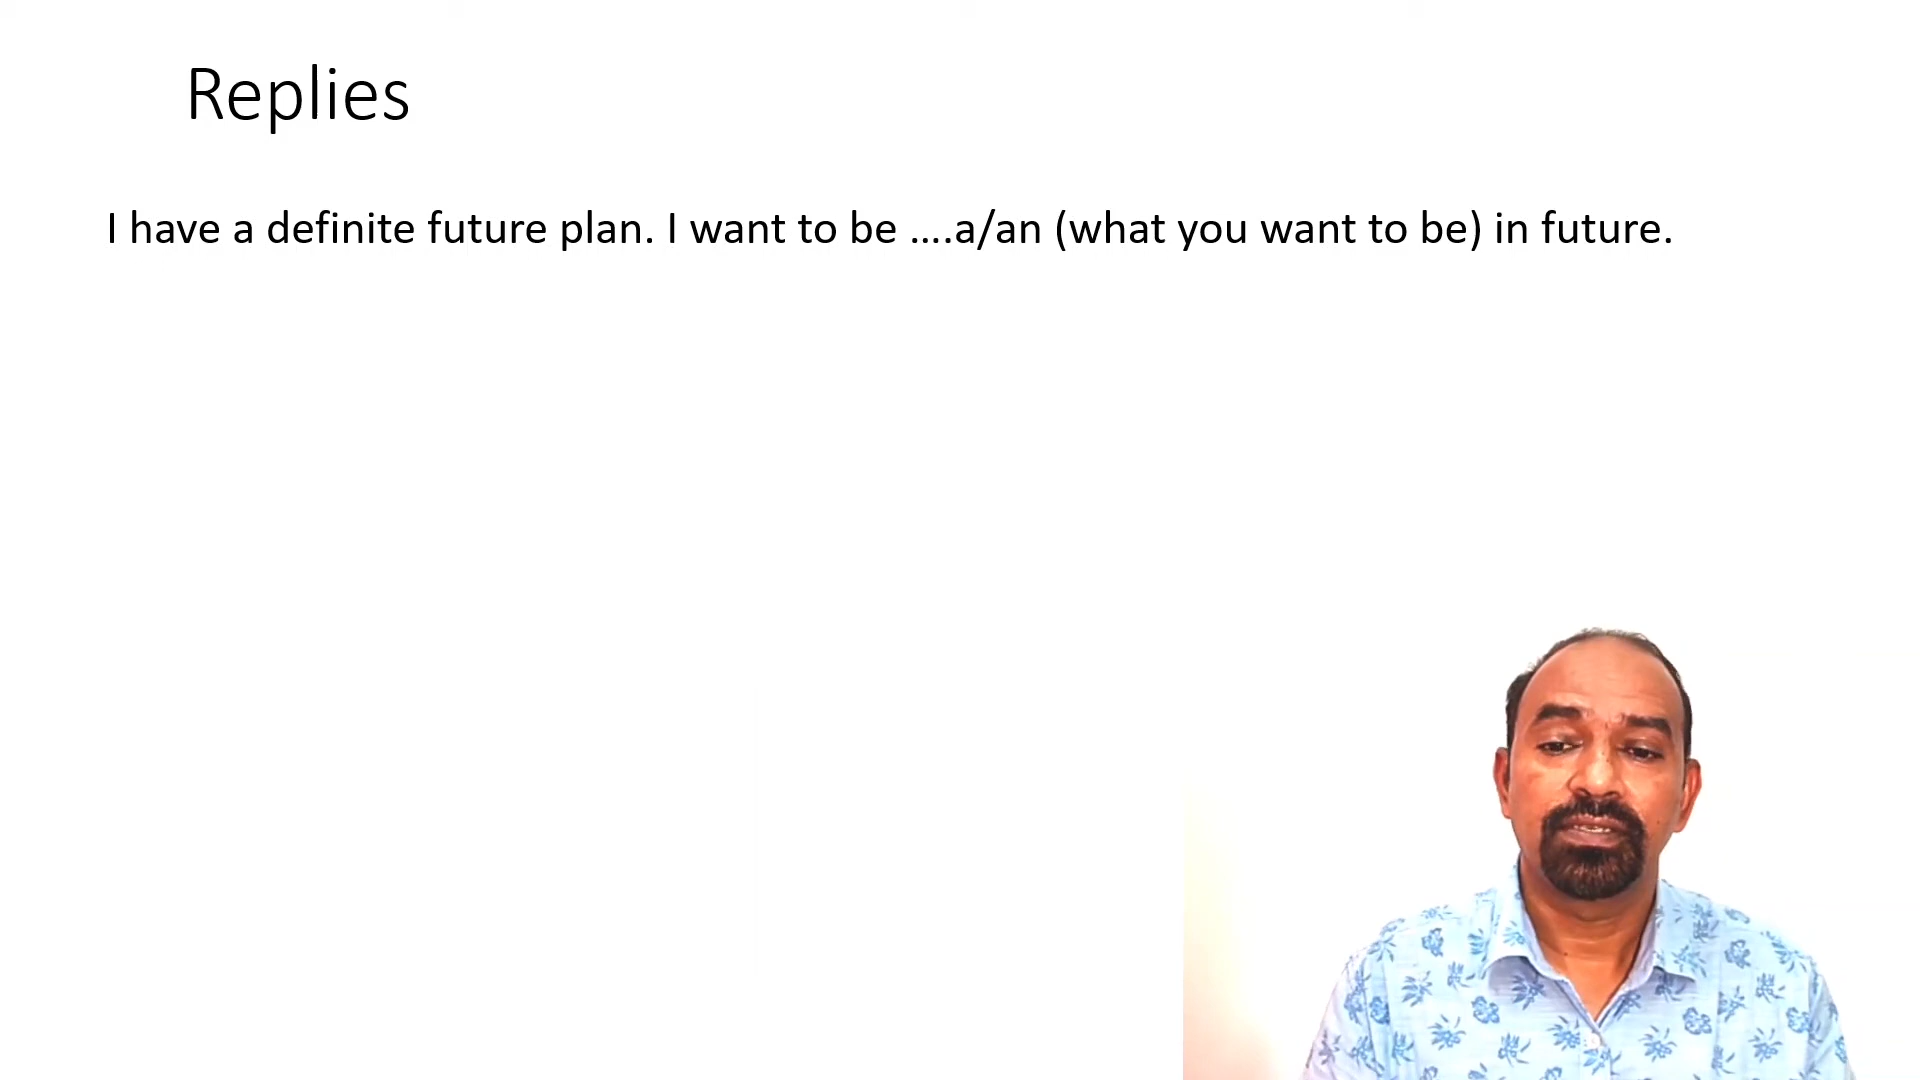 Replies
I have a definite future plan. I want to be ....a/an (what you want to be) in future.